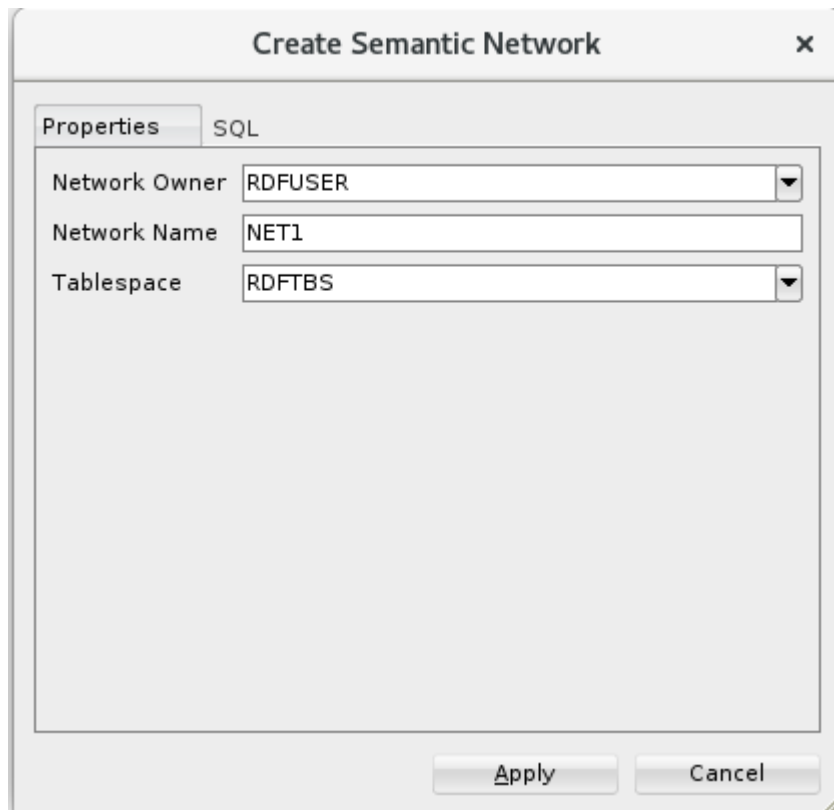 Create Semantic Network
Properties SQL
Network Owner RDFUSER
Network Name NET1
Tablespace RDFTBS
Apply Cancel